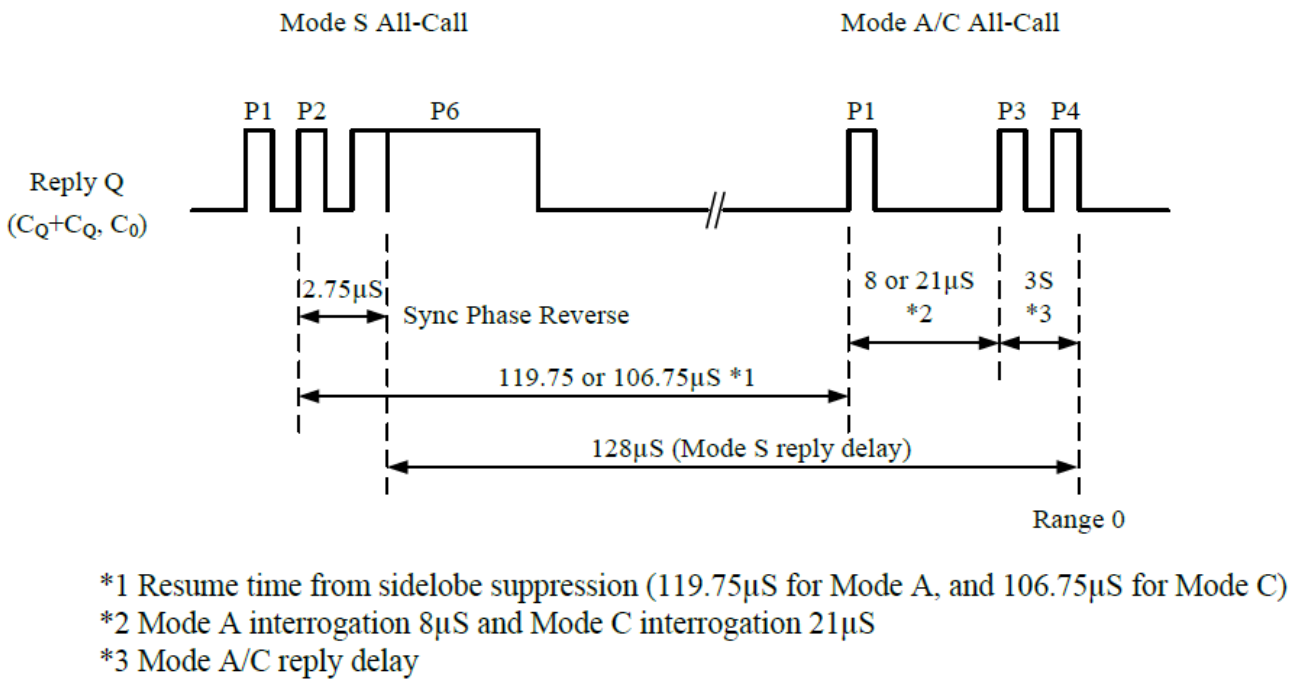 Mode S All-Call
Mode A/C All-Call
P1 P2 P6 P1 P3 P4
Reply Q
(CQ+CQ, C0)
2.75μS
Sync Phase Reverse
8 or 21μS
*2
3S
*3
119.75 or 106.75μS *1
128μS (Mode S reply delay)
Range 0
*1 Resume time from sidelobe suppression (119.75μS for Mode A, and 106.75μS for Mode C)
*2 Mode A interrogation 8μS and Mode C interrogation 21μS
*3 Mode A/C reply delay